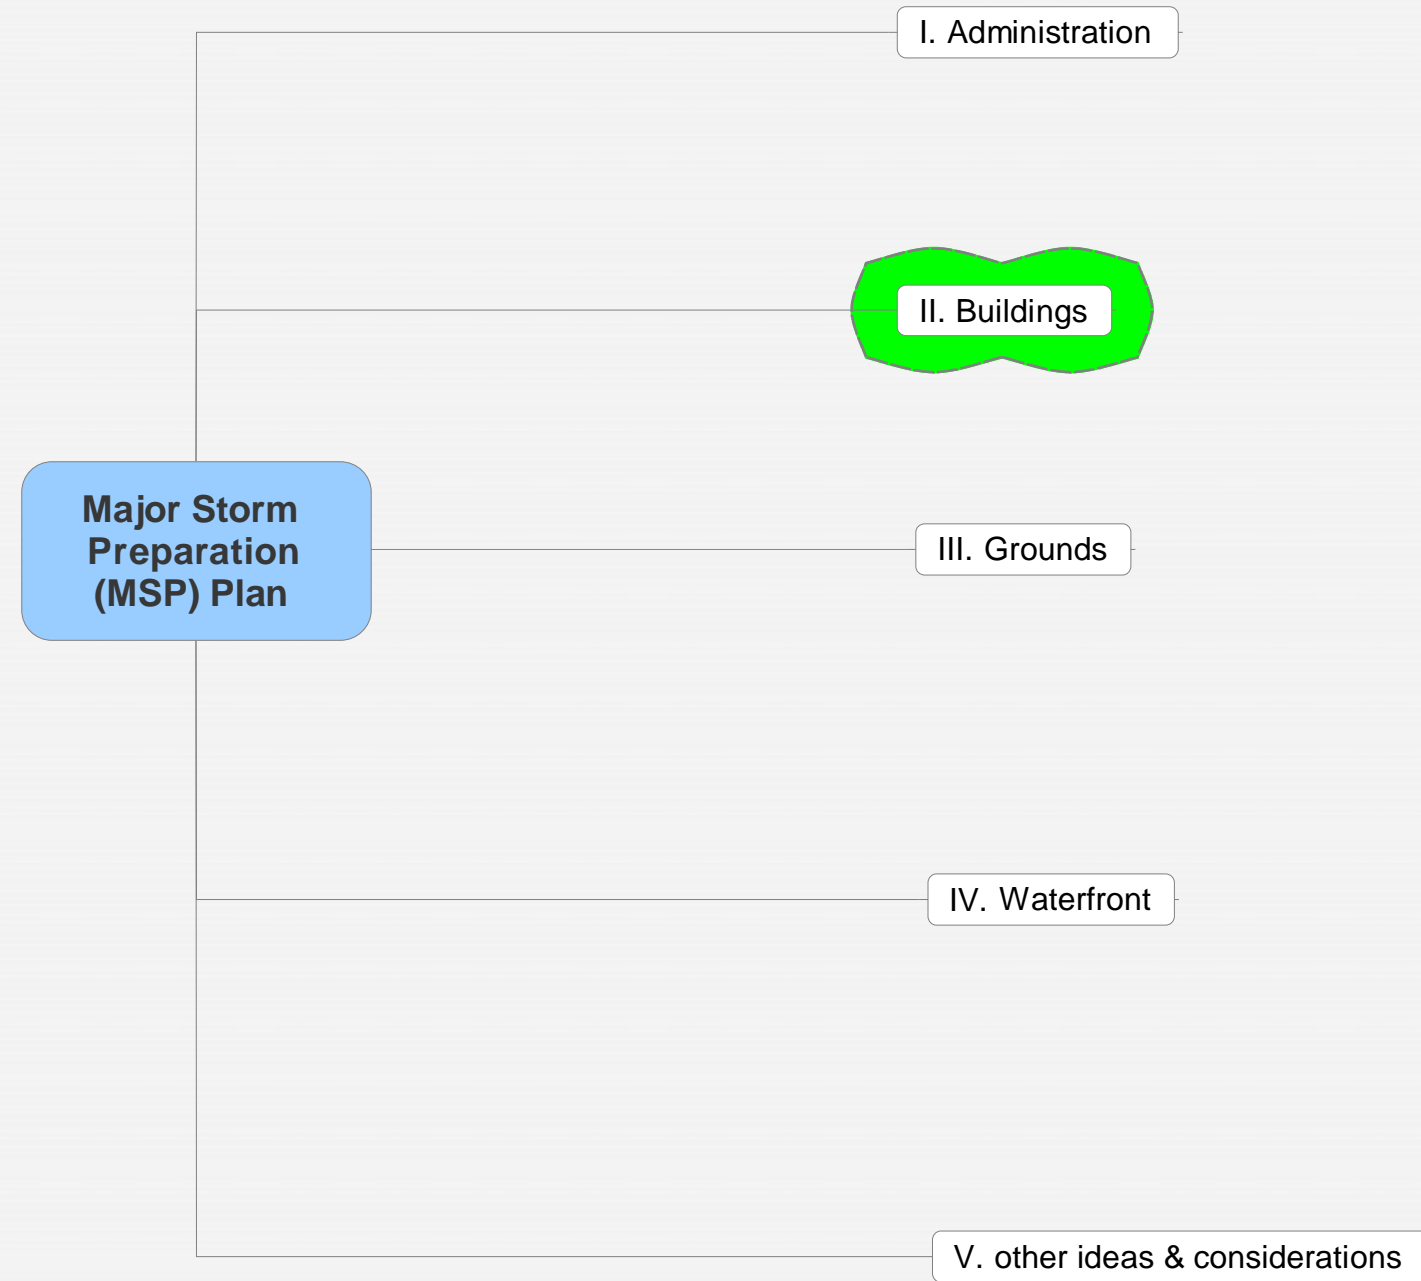 I. Administration
II. Buildings
Major Storm
Preparation
(MSP) Plan
III. Grounds
IV. Waterfront
V. other ideas & considerations